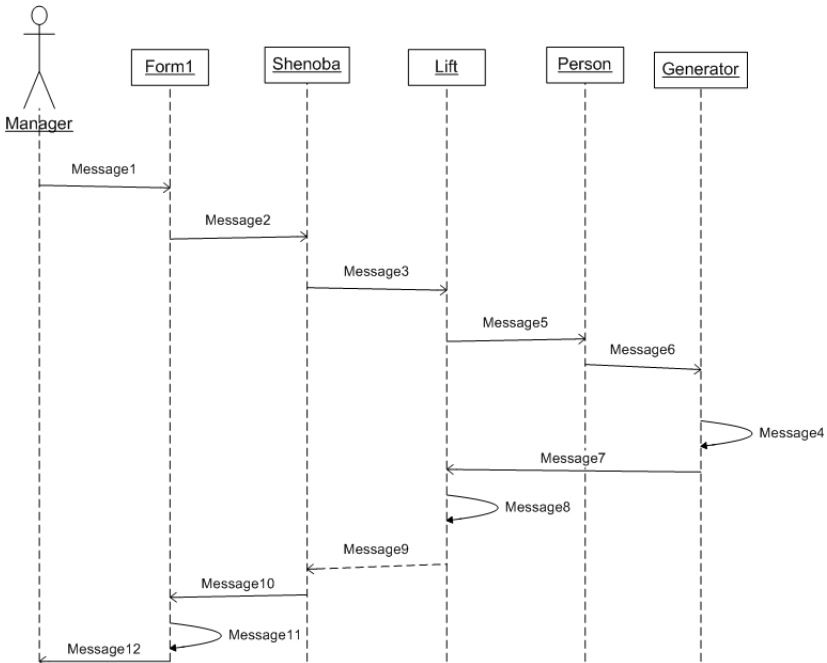 Form1
Shenoba
Lift
Person
Generator
Manager
Message1
Message2
Message3
Message5
Message6
Message4
Message7
Message8
Message9
Message10
Message11
Message12